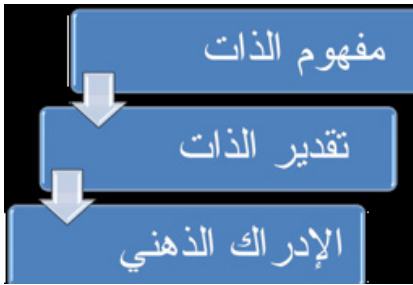 مفهوم الذات
تقدير الذات
الإدراك الذهني